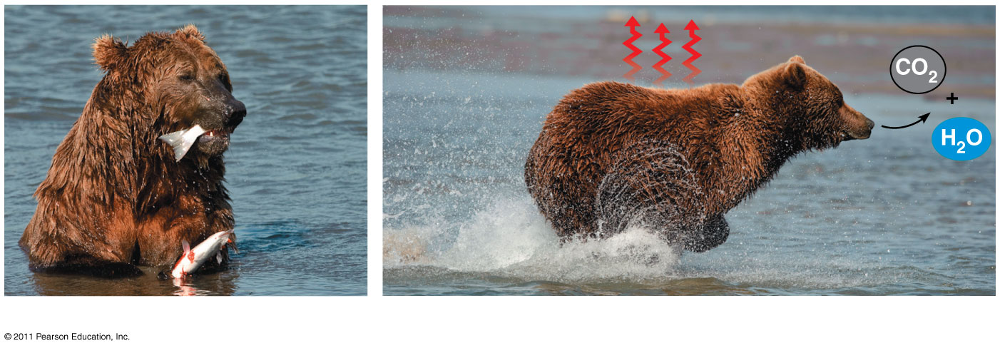 CO₂
+
H₂O
© 2011 Pearson Education, Inc.